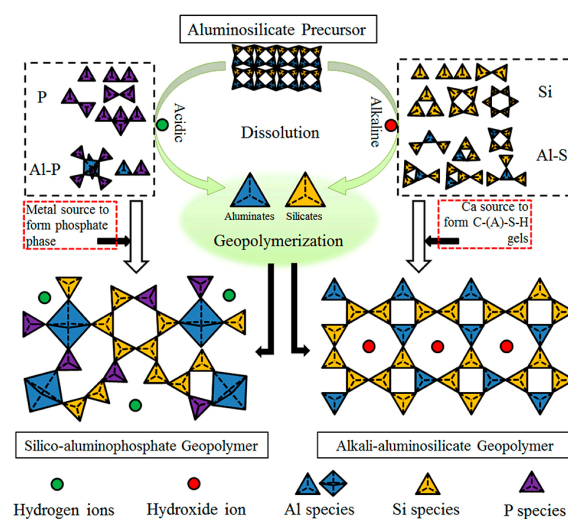 Aluminosilicate Precursor
P
Al-P
Acidic
Dissolution
Alkaline
Si
Al-S
Aluminates
Silicates
Geopolymerization
Metal source to
form phosphate
phase
Ca source to
form C-(A)-S-H
gels
Silico-aluminophosphate Geopolymer
Alkali-aluminosilicate Geopolymer
Hydrogen ions
Hydroxide ion
Al species
Si species
P species